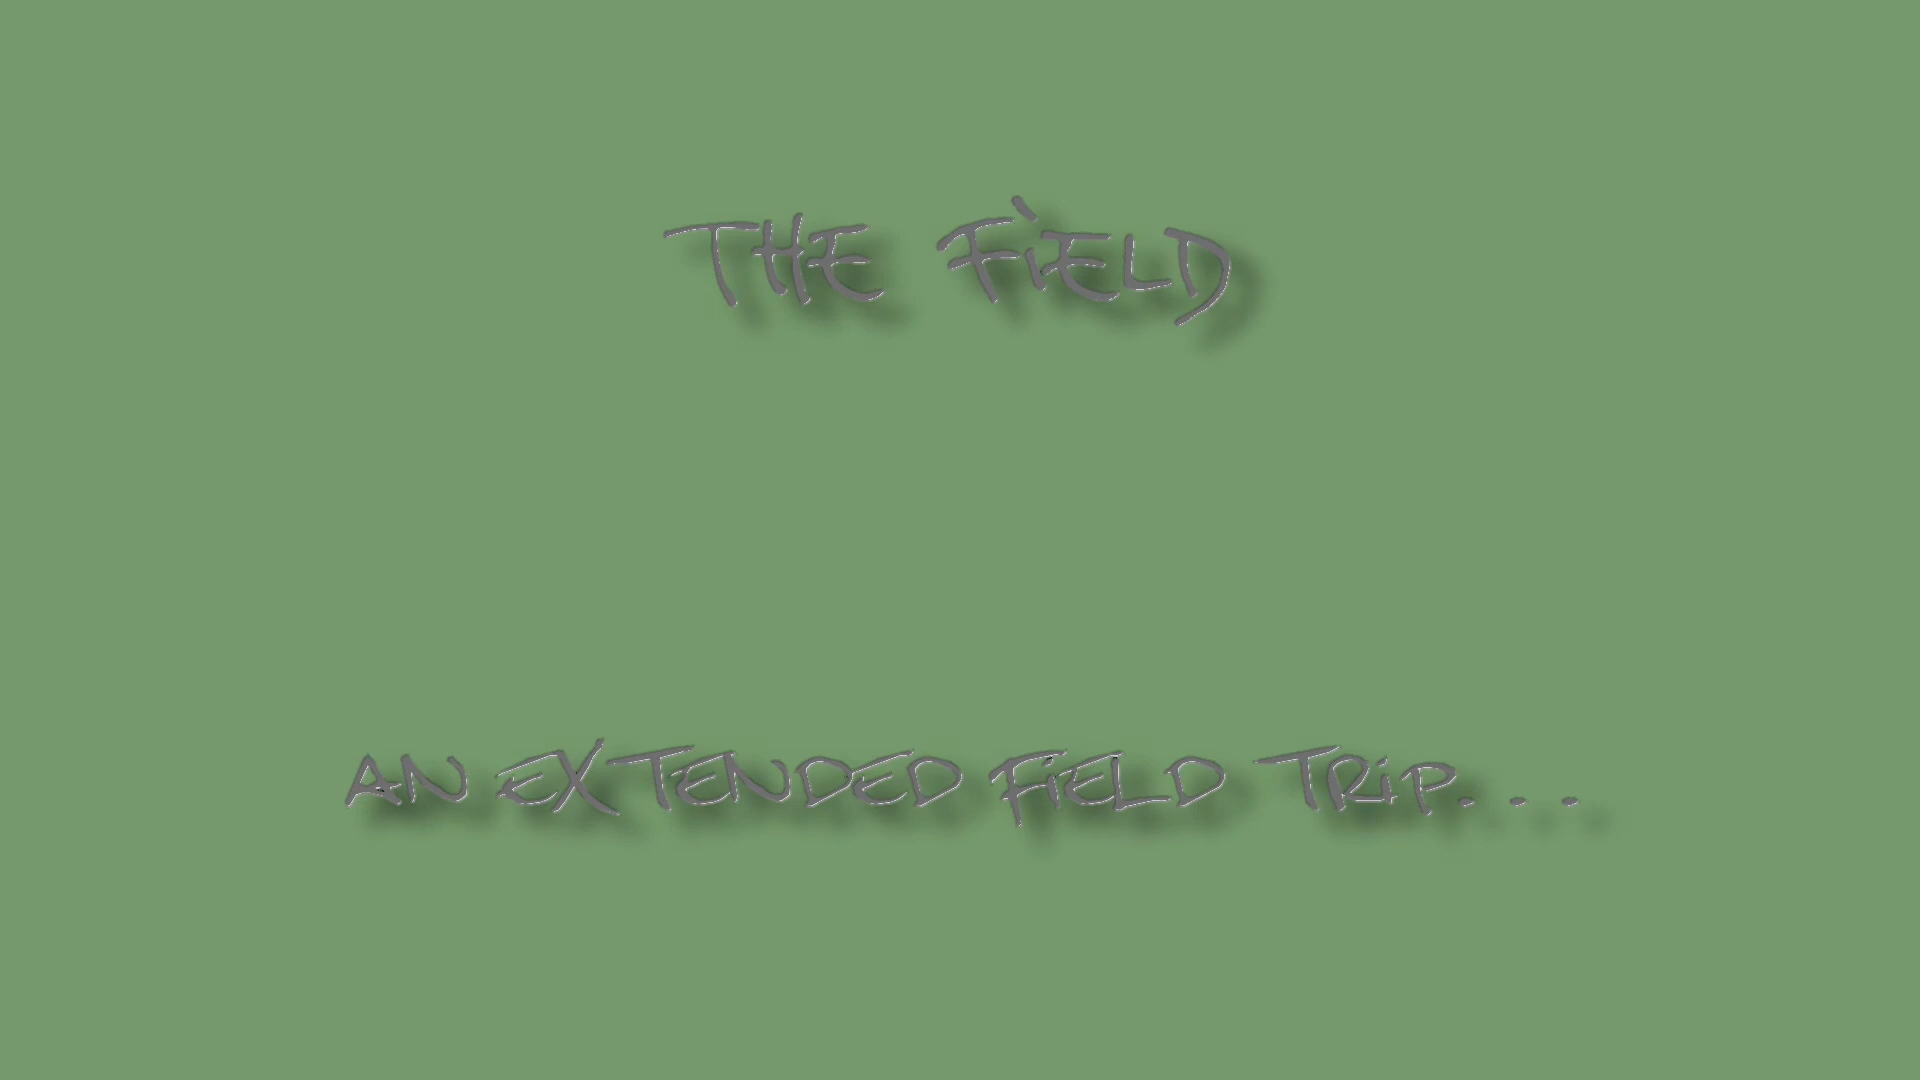 THE FiELD
AN EXTENDED FiELD TRiP. . .